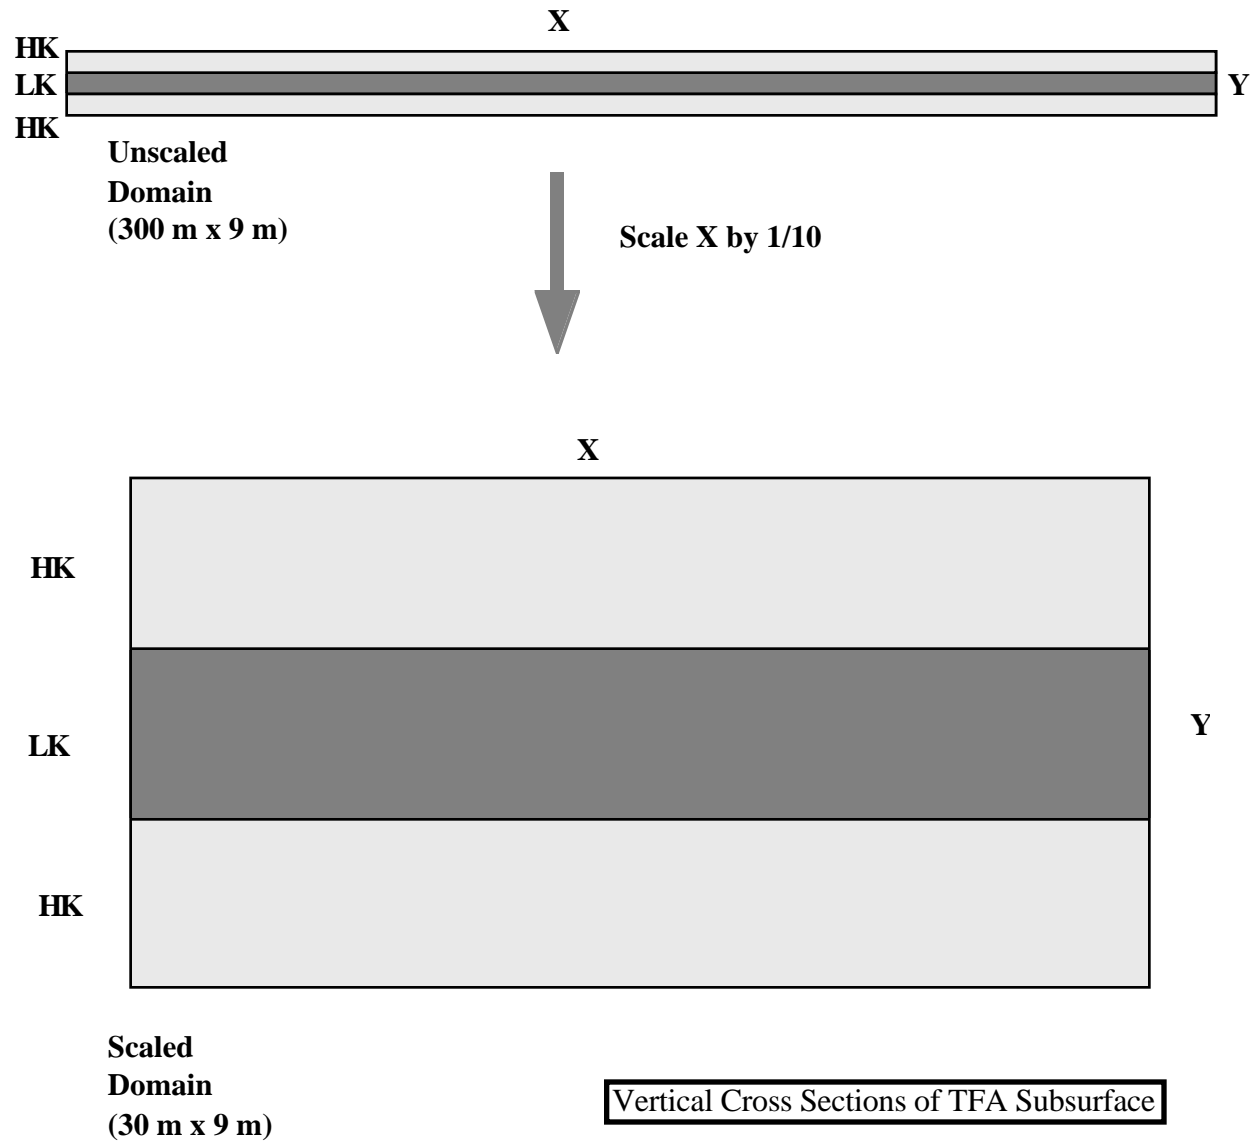 X
HK
LK
Y
HK
Unscaled
Domain
(300 m x 9 m)
Scale X by 1/10
X
HK
LK
Y
HK
Scaled
Domain
(30 m x 9 m)
Vertical Cross Sections of TFA Subsurface